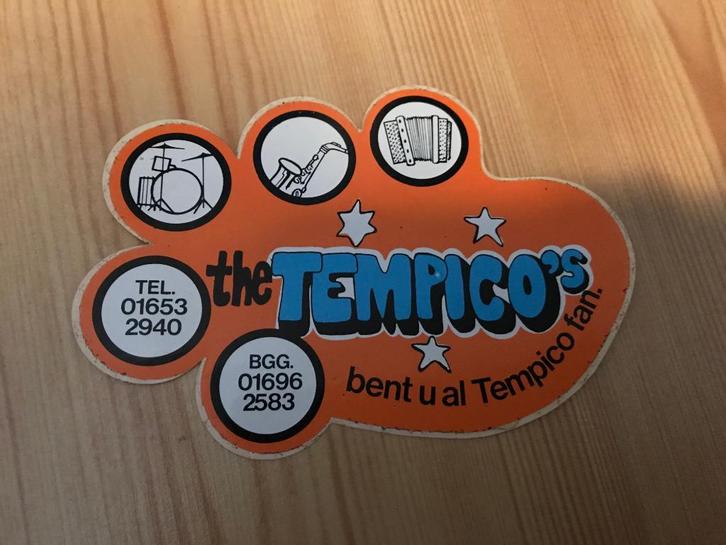 the TEMPICO's
TEL.
01653
2940
BGG.
01696
2583
bent u al Tempico fan.